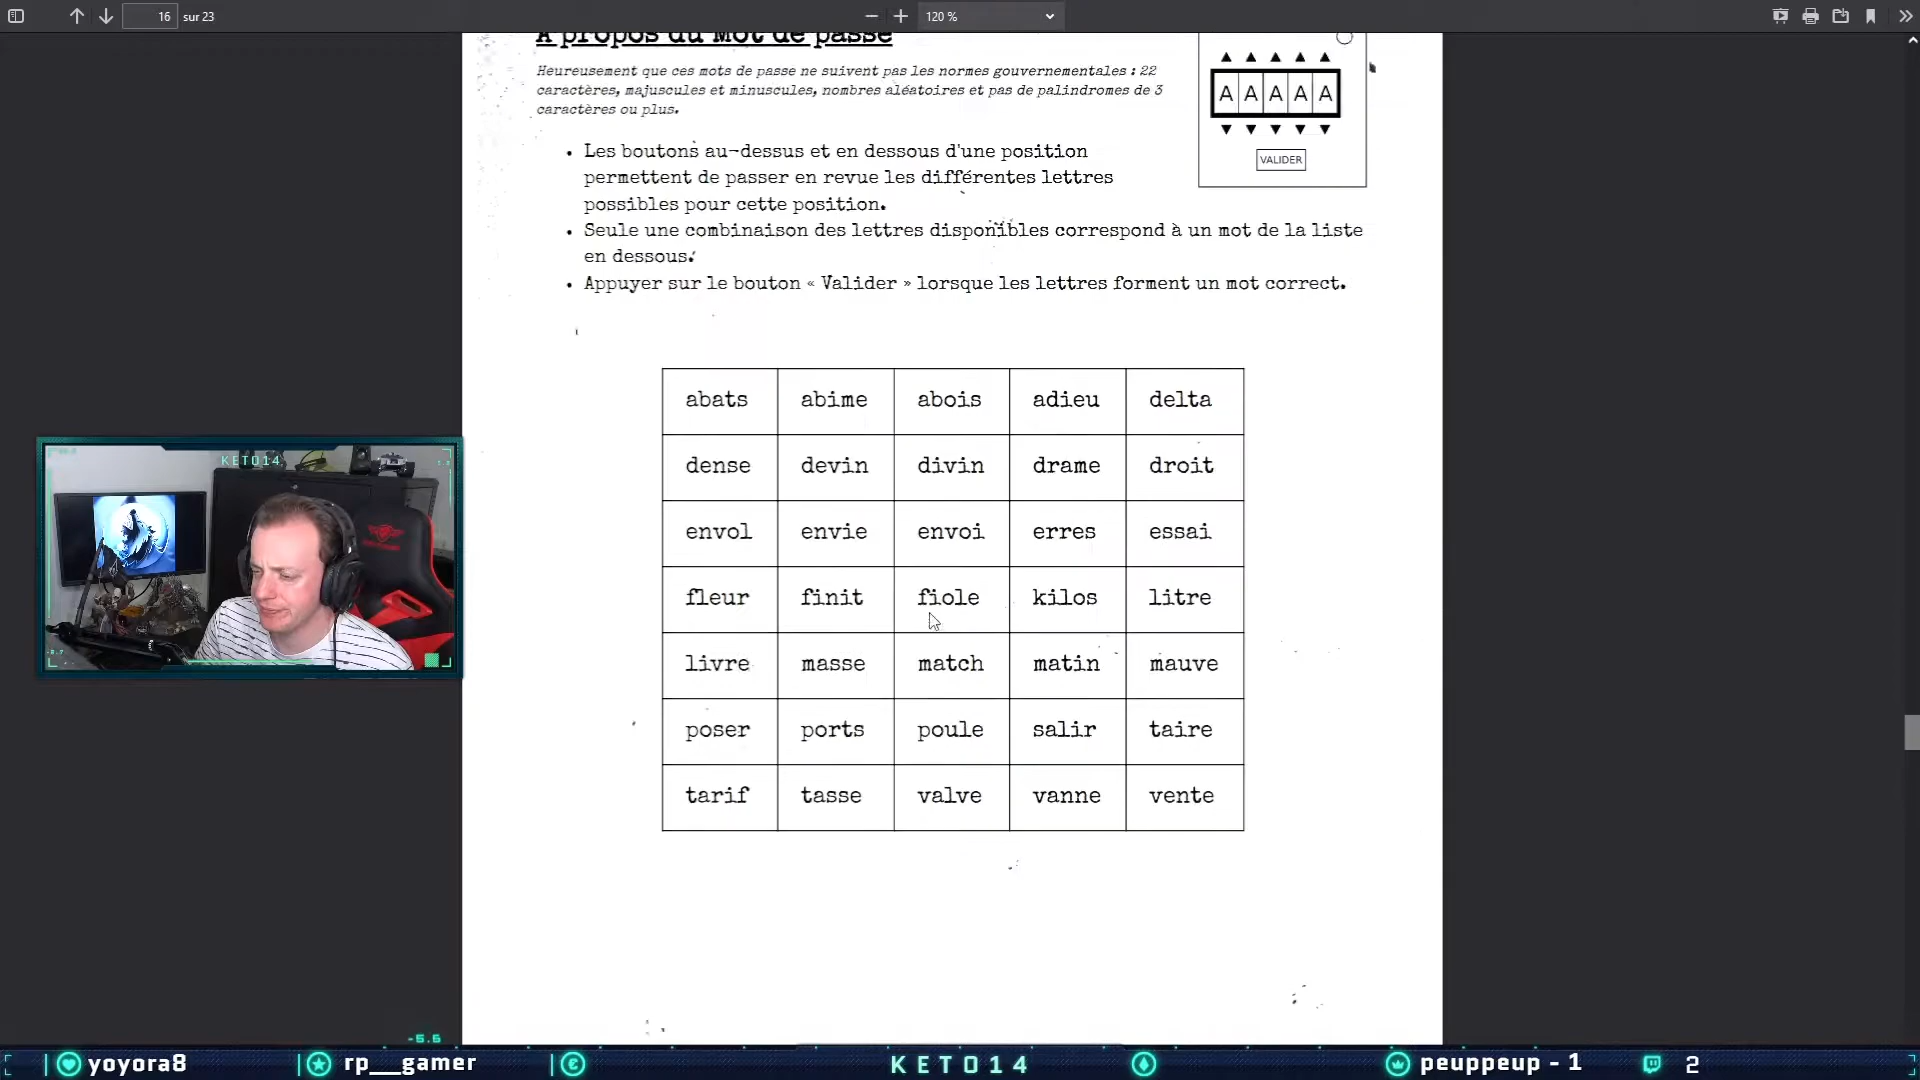 16 sur 23
120 %
À propos du Mot de passe
Heureusement que ces mots de passe ne suivent pas les normes gouvernementales : 22
caractères, majuscules et minuscules, nombres aléatoires et pas de palindromes de 3
caractères ou plus.
A A A A A
VALIDER
• Les boutons au-dessus et en dessous d'une position
permettent de passer en revue les différentes lettres
possibles pour cette position.
• Seule une combinaison des lettres disponibles correspond à un mot de la liste
en dessous.
• Appuyer sur le bouton « Valider » lorsque les lettres forment un mot correct.
abats abime abois adieu delta
dense devin divin drame droit
envol envie envoi erres essai
fleur finit fiole kilos litre
livre masse match matin mauve
poser ports poule salir taire
tarif tasse valve vanne vente
KETO14
-5.6
yoyora8 rp__gamer KETO14 peuppeup - 1 2